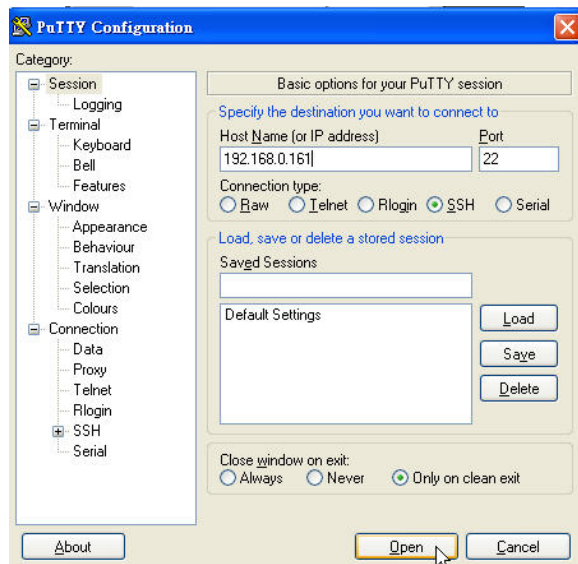 PuTTY Configuration
Category:
Session
Logging
Terminal
Keyboard
Bell
Features
Window
Appearance
Behaviour
Translation
Selection
Colours
Connection
Data
Proxy
Telnet
Rlogin
SSH
Serial
Basic options for your PuTTY session
Specify the destination you want to connect to
Host Name (or IP address) Port
192.168.0.161 22
Connection type:
Raw Telnet Rlogin SSH Serial
Load, save or delete a stored session
Saved Sessions
Default Settings
Load
Save
Delete
Close window on exit:
Always Never Only on clean exit
About Open Cancel